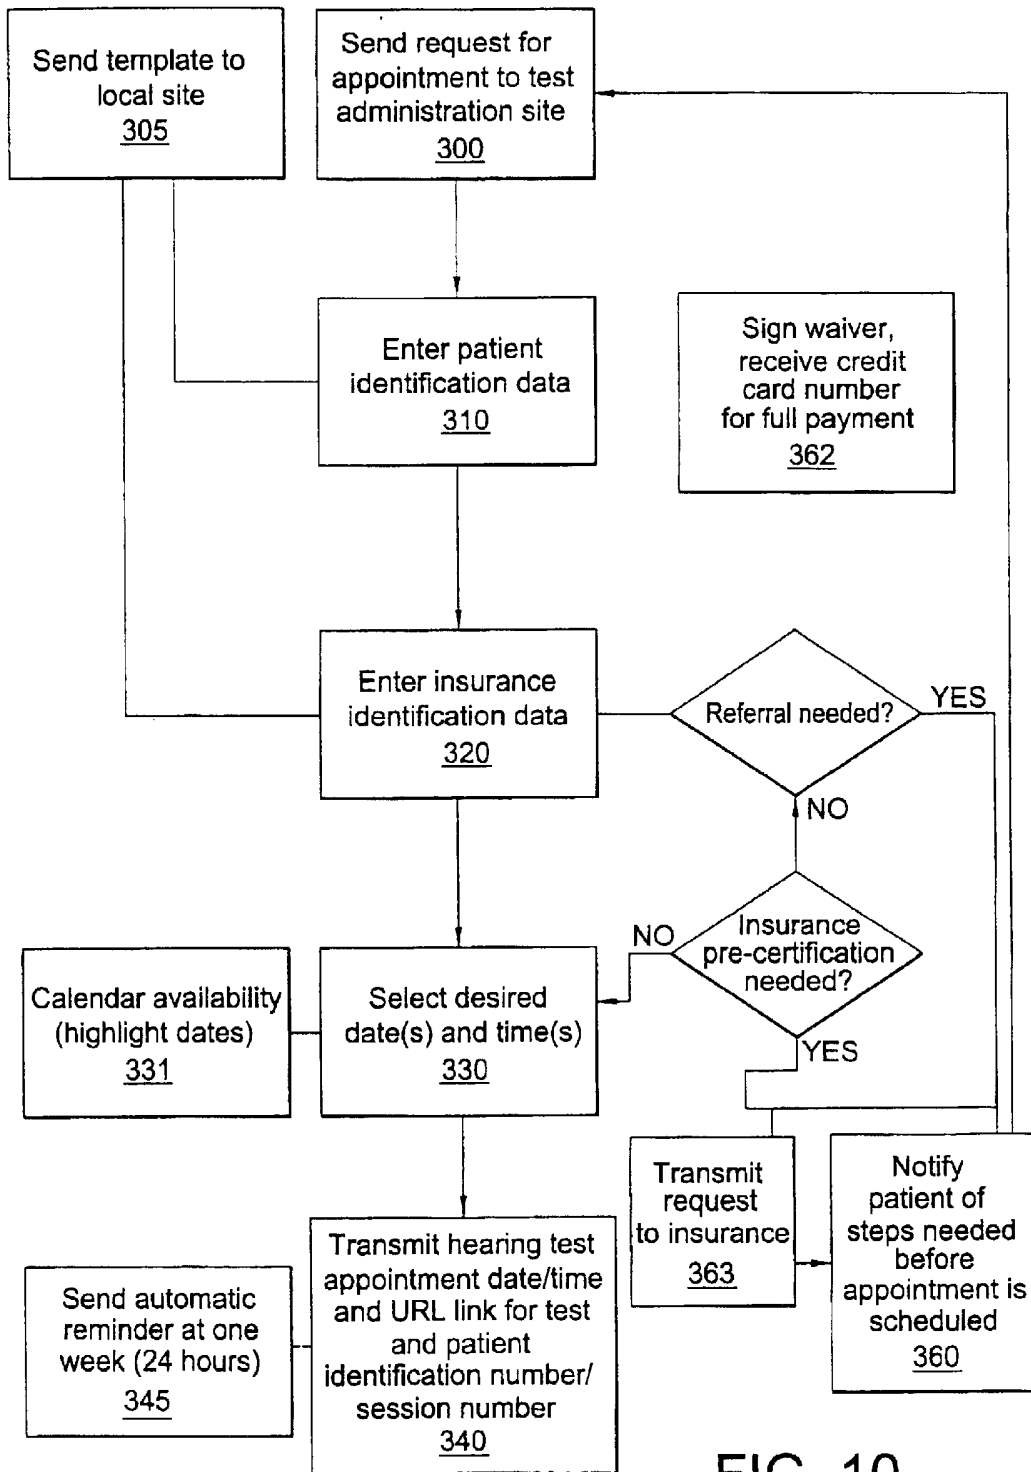 Send template to
local site
305
Send request for
appointment to test
administration site
300
Enter patient
identification data
310
Sign waiver,
receive credit
card number
for full payment
362
Enter insurance
identification data
320
Referral needed?
YES
NO
Insurance
pre-certification
needed?
NO
YES
Calendar availability
(highlight dates)
331
Select desired
date(s) and time(s)
330
Transmit
request
to insurance
363
Notify
patient of
steps needed
before
appointment is
scheduled
360
Send automatic
reminder at one
week (24 hours)
345
Transmit hearing test
appointment date/time
and URL link for test
and patient
identification number/
session number
340
FIG. 10